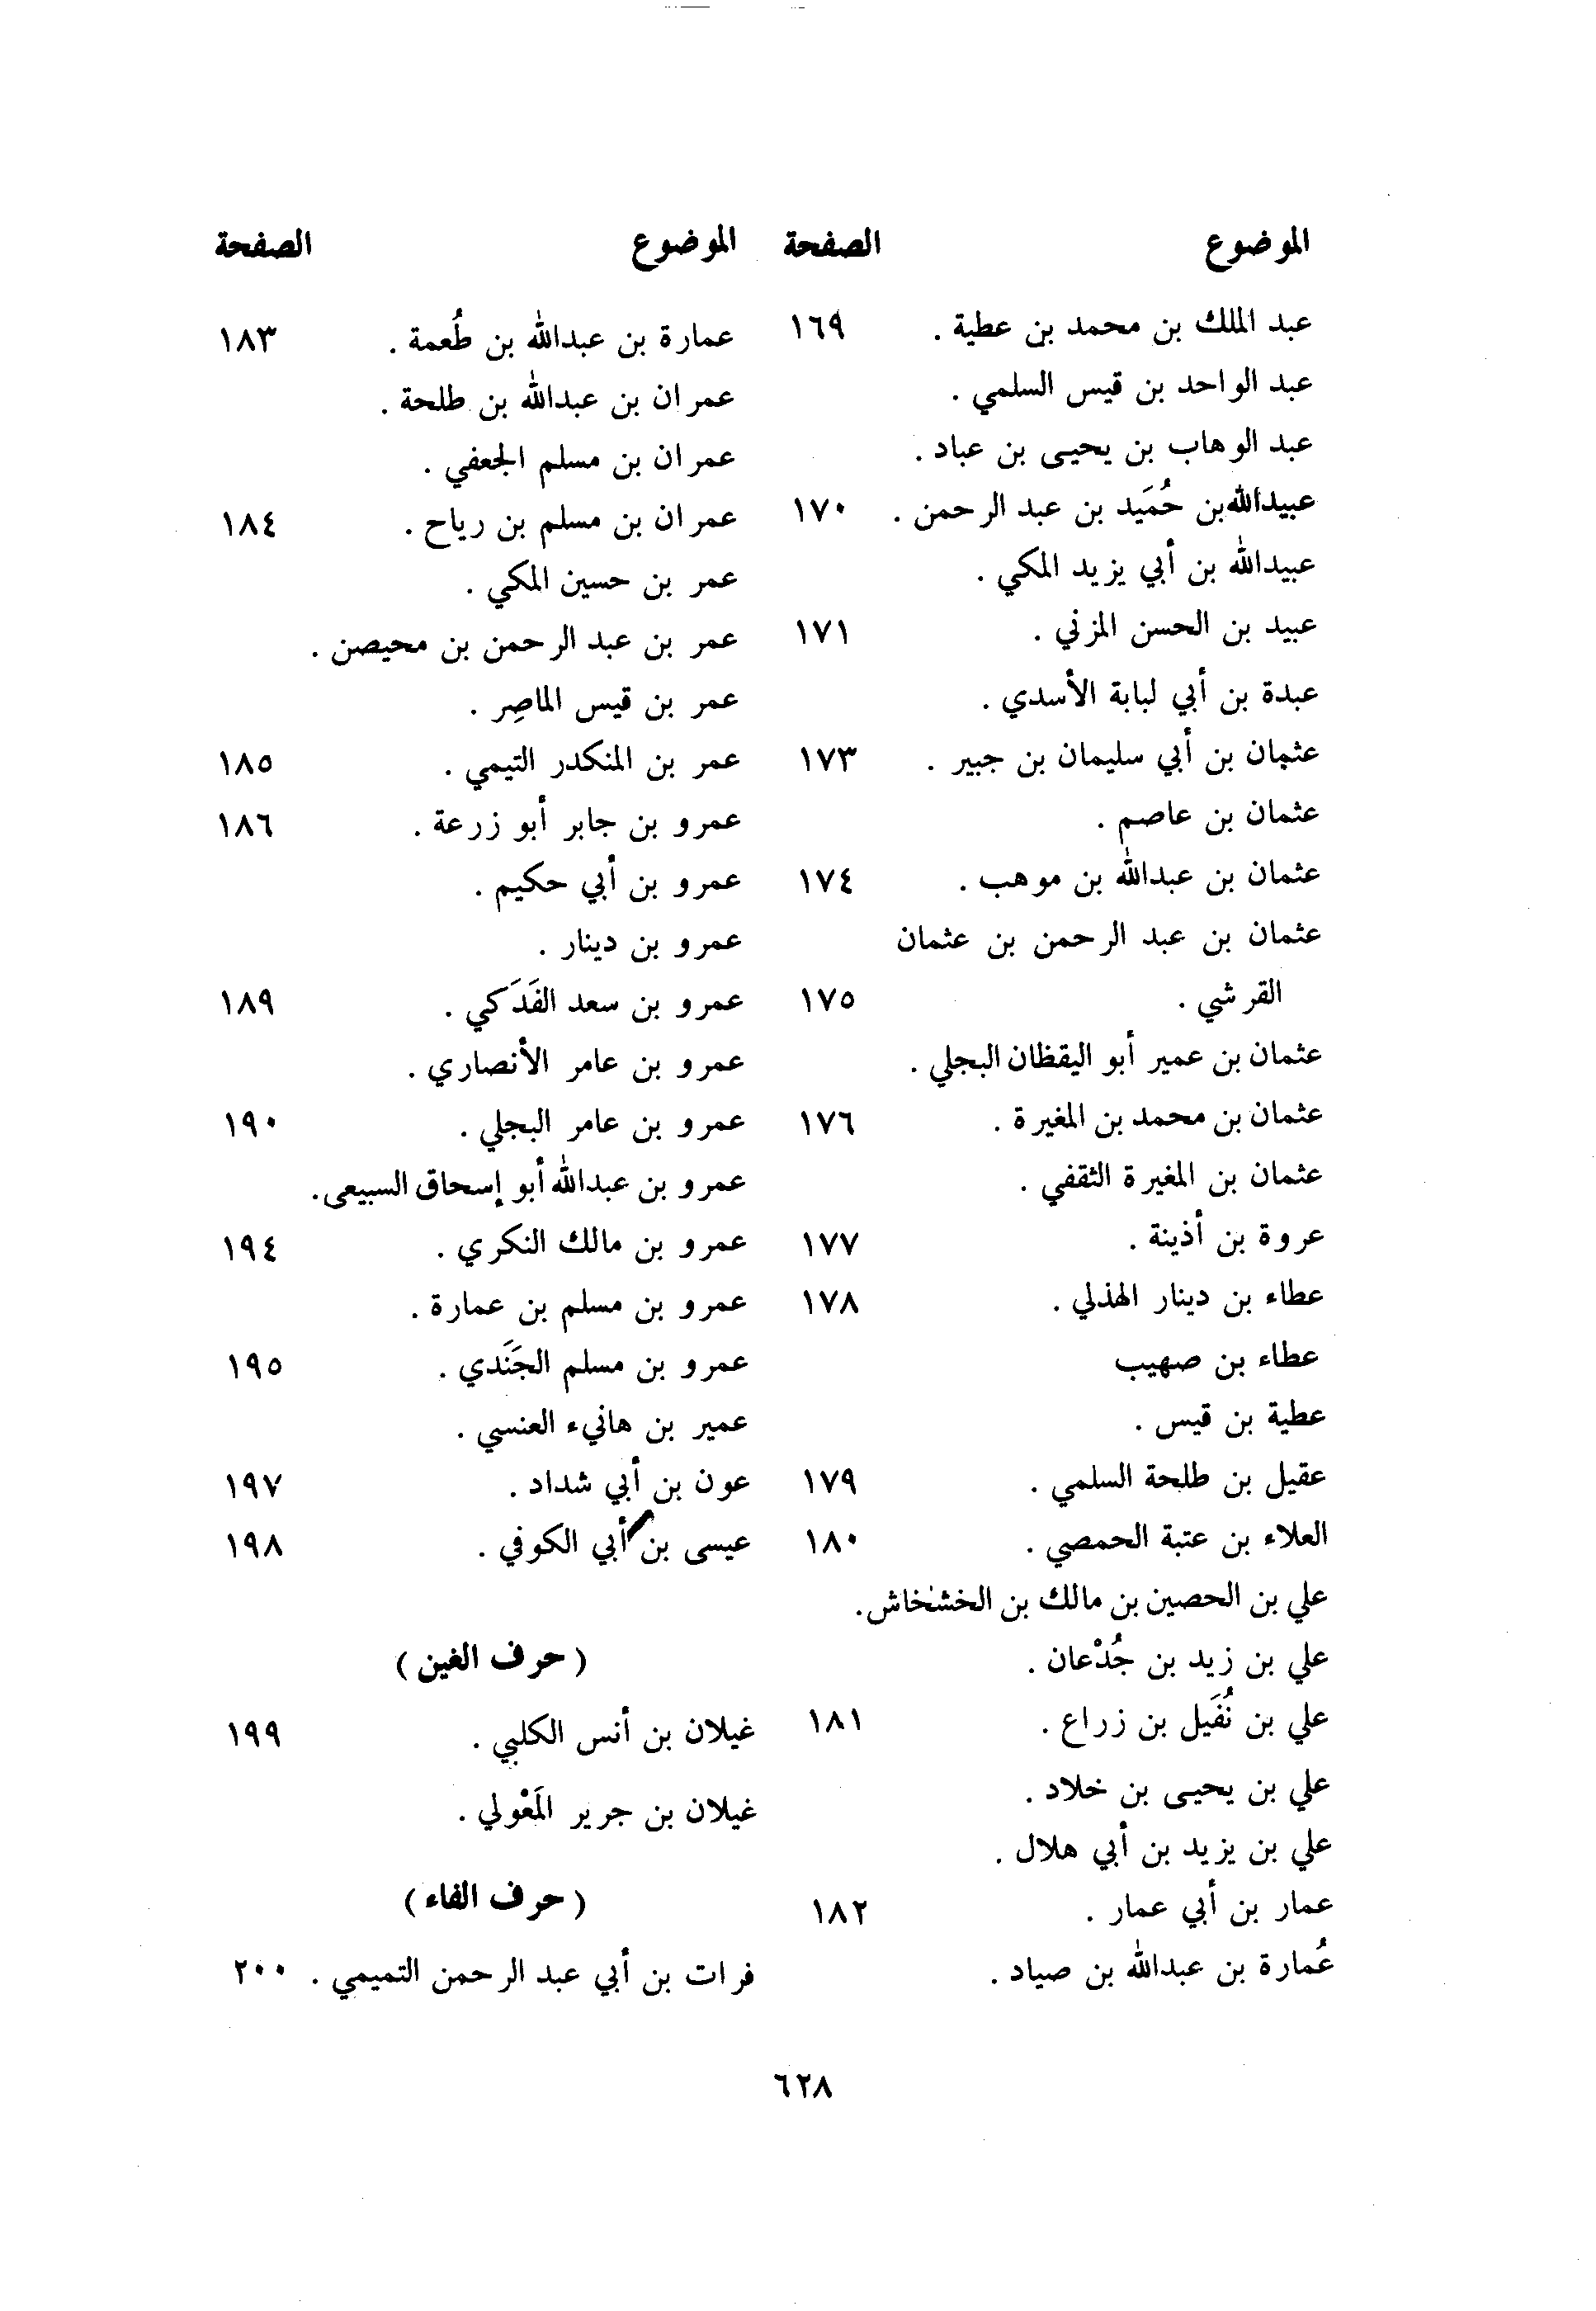 الموضوع الصفحة
عبد الملك بن محمد بن عطية . ١٦٩
عبد الواحد بن قيس السلمي .
عبد الوهاب بن يحيى بن عباد .
عبيدالله بن حُمَيد بن عبد الرحمن . ١٧٠
عبيدالله بن أبي يزيد المكي .
عبيد بن الحسن المزني . ١٧١
عبدة بن أبي لبابة الأسدي .
عثمان بن أبي سليمان بن جبير . ١٧٣
عثمان بن عاصم .
عثمان بن عبدالله بن موهب . ١٧٤
عثمان بن عبد الرحمن بن عثمان
القرشي . ١٧٥
عثمان بن عمير أبو اليقظان البجلي .
عثمان بن محمد بن المغيرة . ١٧٦
عثمان بن المغيرة الثقفي .
عروة بن أذينة . ١٧٧
عطاء بن دينار الهذلي . ١٧٨
عطاء بن صهيب
عطية بن قيس .
عقيل بن طلحة السلمي . ١٧٩
العلاء بن عتبة الحمصي . ١٨٠
علي بن الحصين بن مالك بن الخشخاش .
علي بن زيد بن جُدْعان .
علي بن نُفَيل بن زراع . ١٨١
علي بن يحيى بن خلاد .
علي بن يزيد بن أبي هلال .
عمار بن أبي عمار . ١٨٢
عُمارة بن عبدالله بن صياد .
الموضوع الصفحة
عمارة بن عبدالله بن طُعمة . ١٨٣
عمران بن عبدالله بن طلحة .
عمران بن مسلم الجعفي .
عمران بن مسلم بن رياح . ١٨٤
عمر بن حسين المكي .
عمر بن عبد الرحمن بن محيصن .
عمر بن قيس الماصِر .
عمر بن المنكدر التيمي . ١٨٥
عمرو بن جابر أبو زرعة . ١٨٦
عمرو بن أبي حكيم .
عمرو بن دينار .
عمرو بن سعد الفَدَكي . ١٨٩
عمرو بن عامر الأنصاري .
عمرو بن عامر البجلي . ١٩٠
عمرو بن عبدالله أبو إسحاق السبيعى .
عمرو بن مالك النكري . ١٩٤
عمرو بن مسلم بن عمارة .
عمرو بن مسلم الجَنَدي . ١٩٥
عمير بن هانيء العنسي .
عون بن أبي شداد . ١٩٧
عيسى بن أبي الكوفي . ١٩٨
( حرف الغين )
غيلان بن أنس الكلبي . ١٩٩
غيلان بن جرير المَعْولي .
( حرف الفاء )
فرات بن أبي عبد الرحمن التميمي . ٢٠٠
٦٢٨